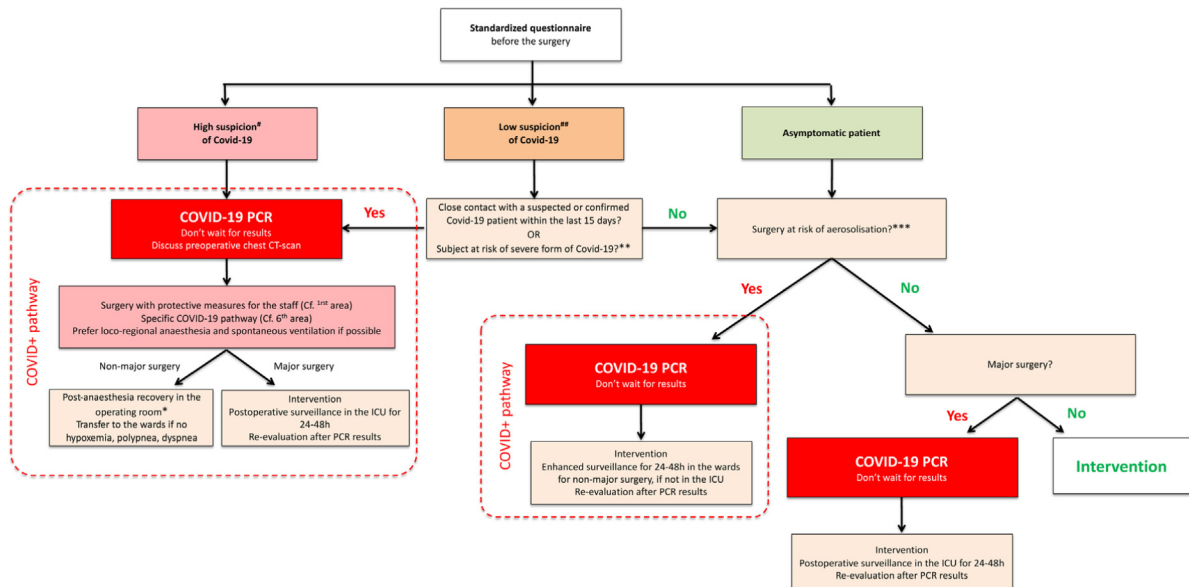 Standardized questionnaire
before the surgery
High suspicion#
of Covid-19
Low suspicion##
of Covid-19
Asymptomatic patient
COVID+ pathway
COVID-19 PCR
Don't wait for results
Discuss preoperative chest CT-scan
Yes
Close contact with a suspected or confirmed
Covid-19 patient within the last 15 days?
OR
Subject at risk of severe form of Covid-19?**
No
Surgery at risk of aerosolisation?***
Surgery with protective measures for the staff (Cf. 1rst area)
Specific COVID-19 pathway (Cf. 6th area)
Prefer loco-regional anaesthesia and spontaneous ventilation if possible
Non-major surgery
Major surgery
Post-anaesthesia recovery in the
operating room*
Transfer to the wards if no
hypoxemia, polypnea, dyspnea
Intervention
Postoperative surveillance in the ICU for
24-48h
Re-evaluation after PCR results
Yes
No
COVID+ pathway
COVID-19 PCR
Don't wait for results
Intervention
Enhanced surveillance for 24-48h in the wards
for non-major surgery, if not in the ICU
Re-evaluation after PCR results
Major surgery?
Yes
No
COVID-19 PCR
Don't wait for results
Intervention
Intervention
Postoperative surveillance in the ICU for 24-48h
Re-evaluation after PCR results